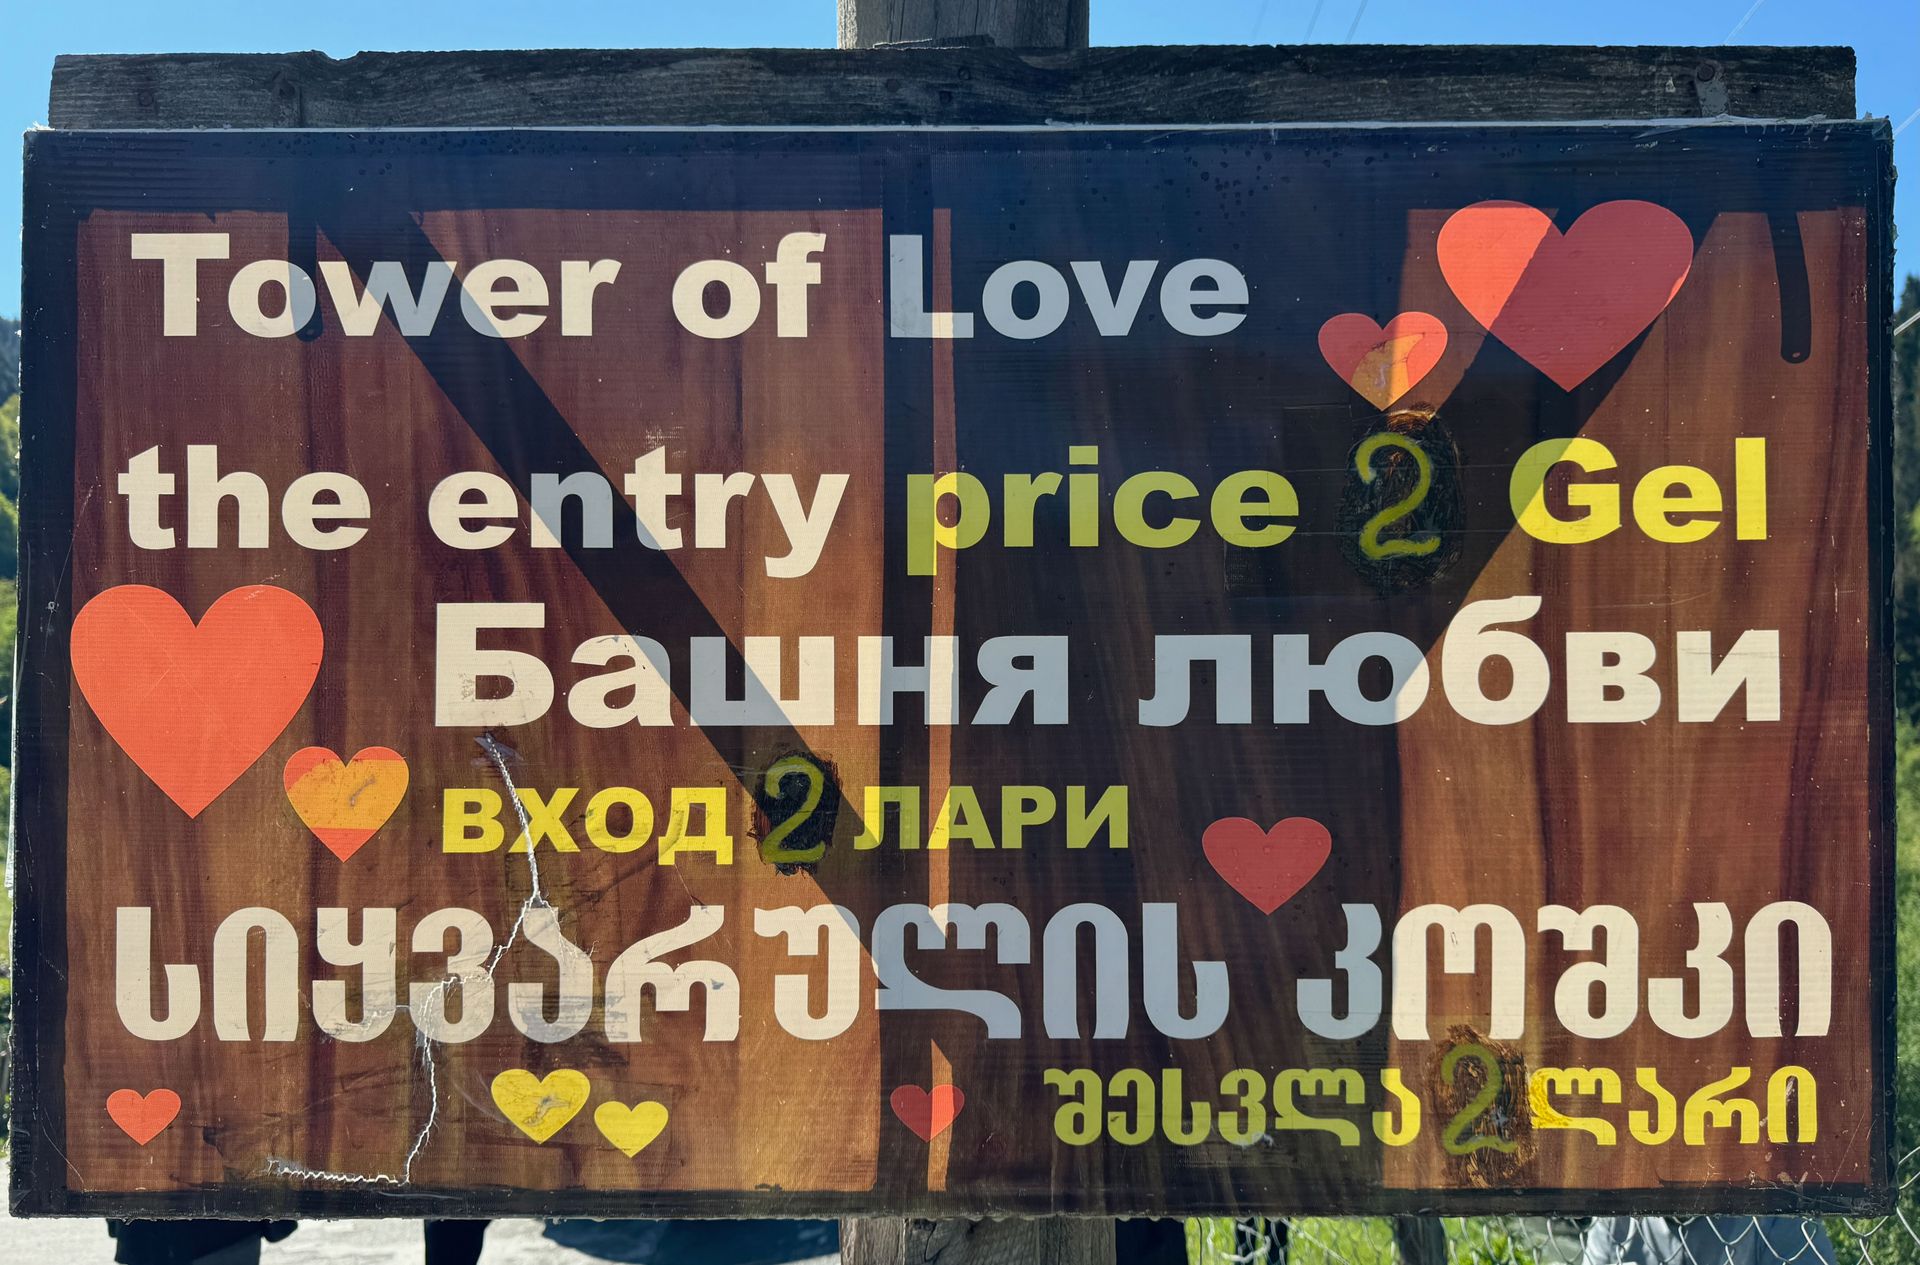 Tower of Love
the entry price 2 Gel
Башня любви
ВХОД 2 ЛАРИ
სიყვარულის კოშკი
შესვლა 2 ლარი